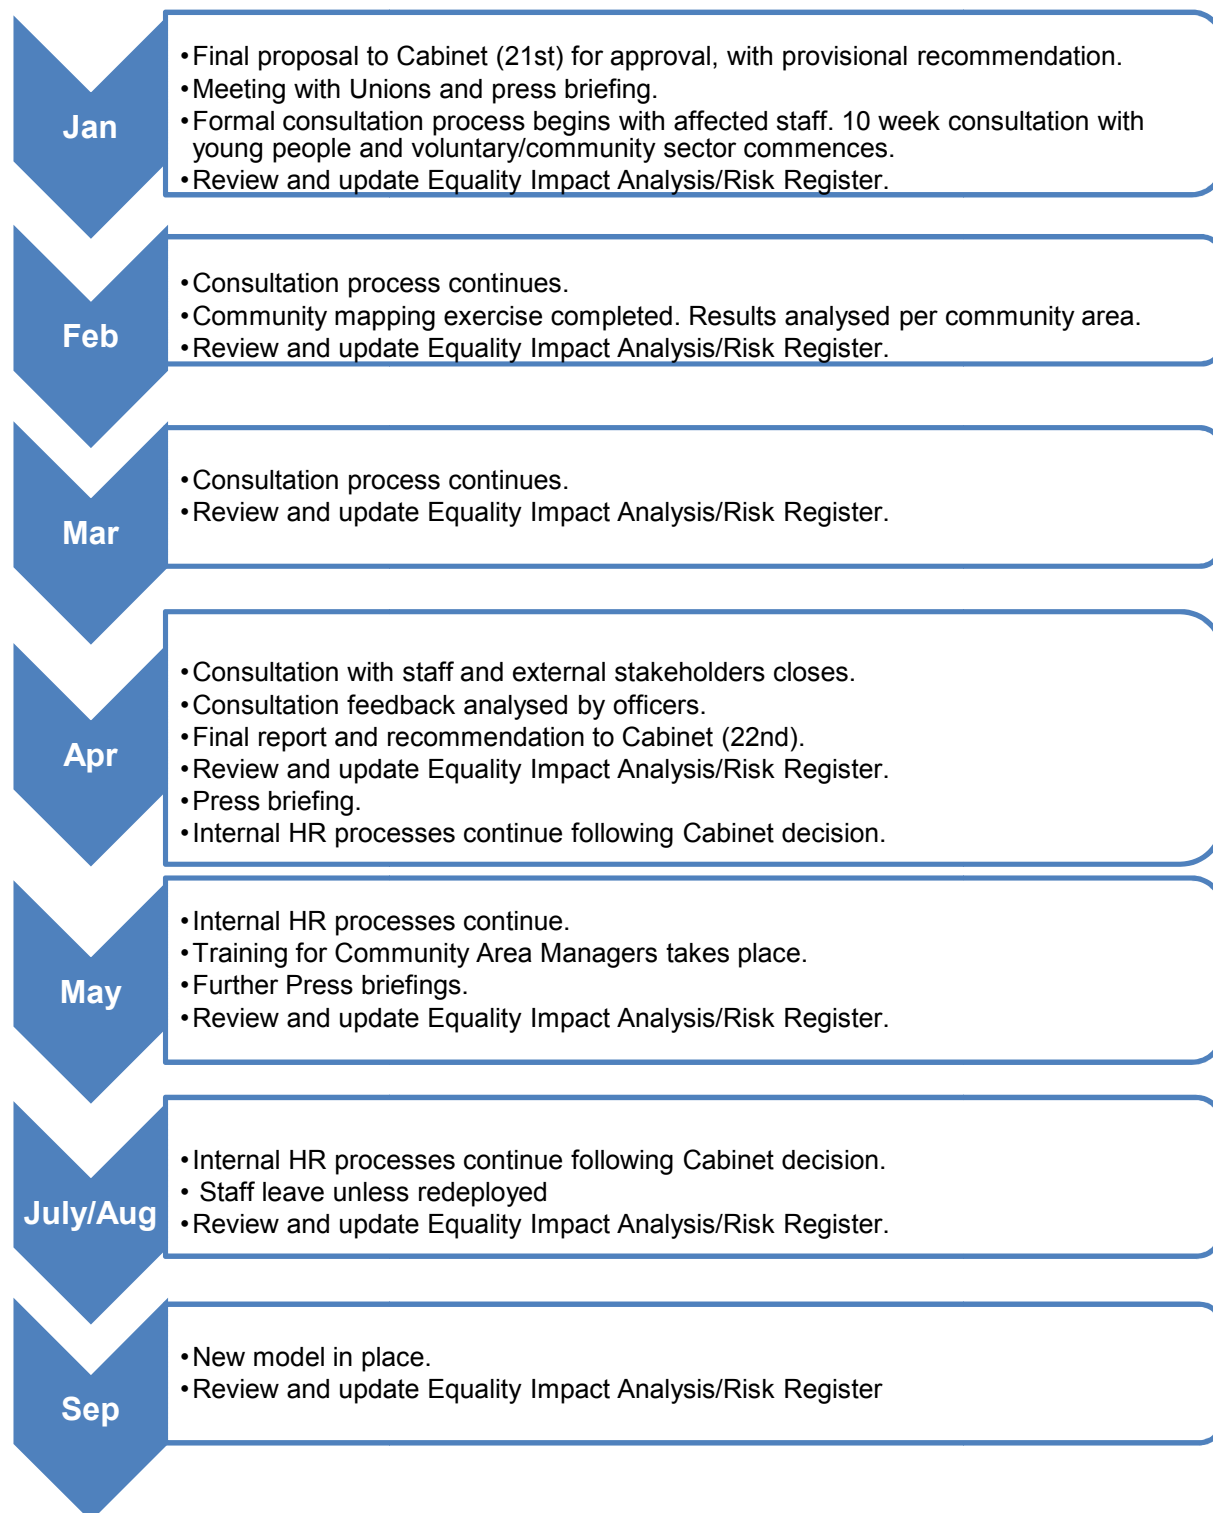 Jan
•Final proposal to Cabinet (21st) for approval, with provisional recommendation.
•Meeting with Unions and press briefing.
•Formal consultation process begins with affected staff. 10 week consultation with
young people and voluntary/community sector commences.
•Review and update Equality Impact Analysis/Risk Register.
Feb
•Consultation process continues.
•Community mapping exercise completed. Results analysed per community area.
•Review and update Equality Impact Analysis/Risk Register.
Mar
•Consultation process continues.
•Review and update Equality Impact Analysis/Risk Register.
Apr
•Consultation with staff and external stakeholders closes.
•Consultation feedback analysed by officers.
•Final report and recommendation to Cabinet (22nd).
•Review and update Equality Impact Analysis/Risk Register.
•Press briefing.
•Internal HR processes continue following Cabinet decision.
May
•Internal HR processes continue.
•Training for Community Area Managers takes place.
•Further Press briefings.
•Review and update Equality Impact Analysis/Risk Register.
July/Aug
•Internal HR processes continue following Cabinet decision.
• Staff leave unless redeployed
•Review and update Equality Impact Analysis/Risk Register.
Sep
•New model in place.
•Review and update Equality Impact Analysis/Risk Register